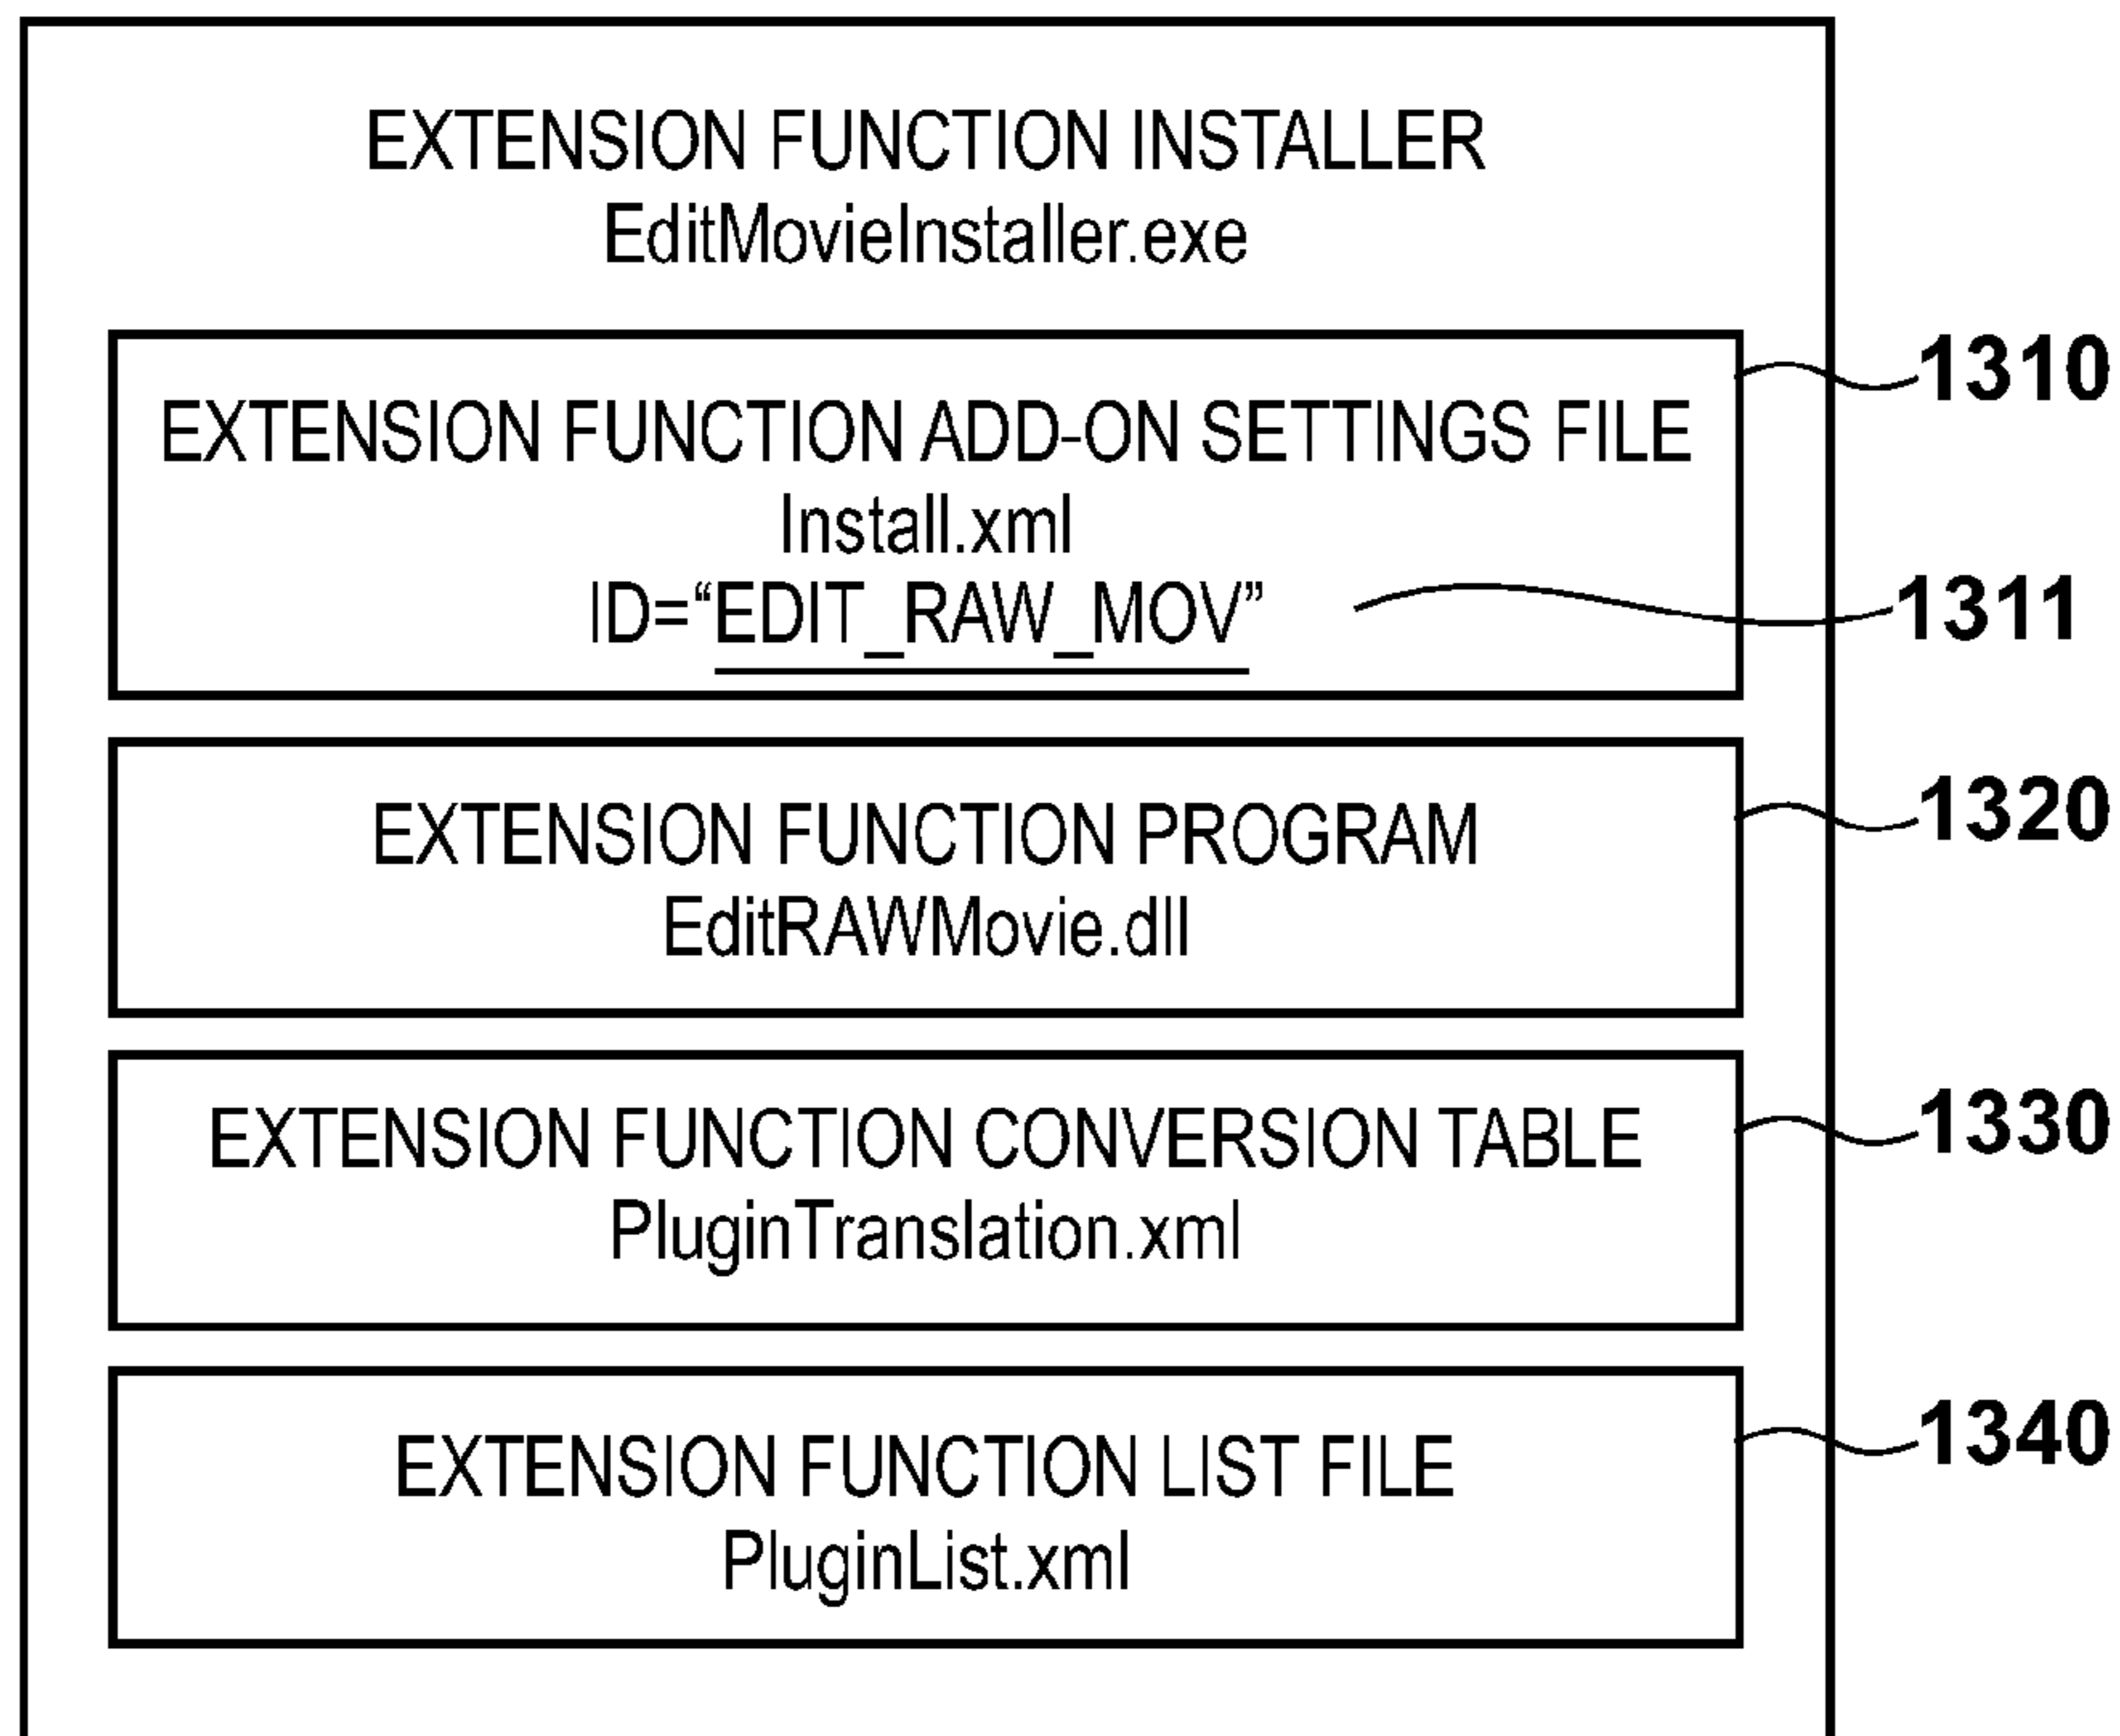 EXTENSION FUNCTION INSTALLER
EditMovieInstaller.exe
1310
EXTENSION FUNCTION ADD-ON SETTINGS FILE
Install.xml
ID=“EDIT_RAW_MOV”
1311
1320
EXTENSION FUNCTION PROGRAM
EditRAWMovie.dll
1330
EXTENSION FUNCTION CONVERSION TABLE
PluginTranslation.xml
1340
EXTENSION FUNCTION LIST FILE
PluginList.xml